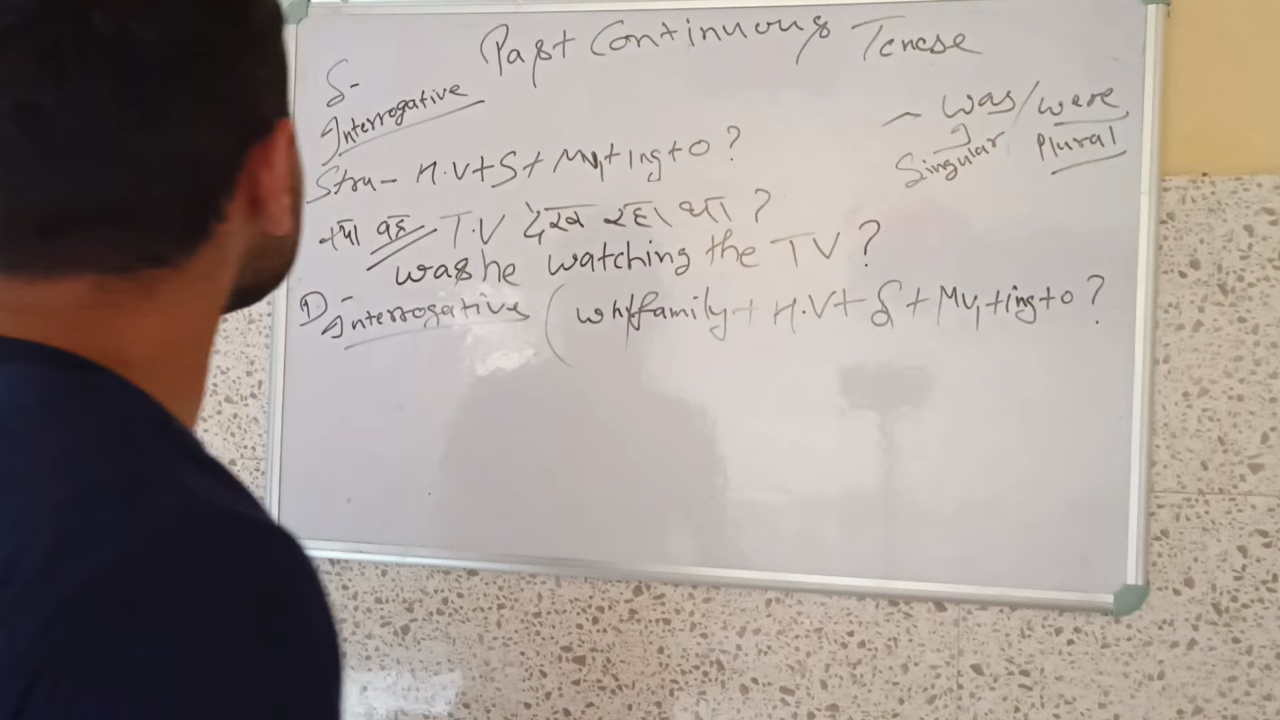 Past Continuous Tenese
S-
Interrogative
- was/were
Singular Plural
Stru- H.V+S+Mv1+ing+o?
क्या वह T.V देख रहा था?
was he watching the TV?
D-
Interrogative (wh/family+H.V+S+Mv1+ing+o?